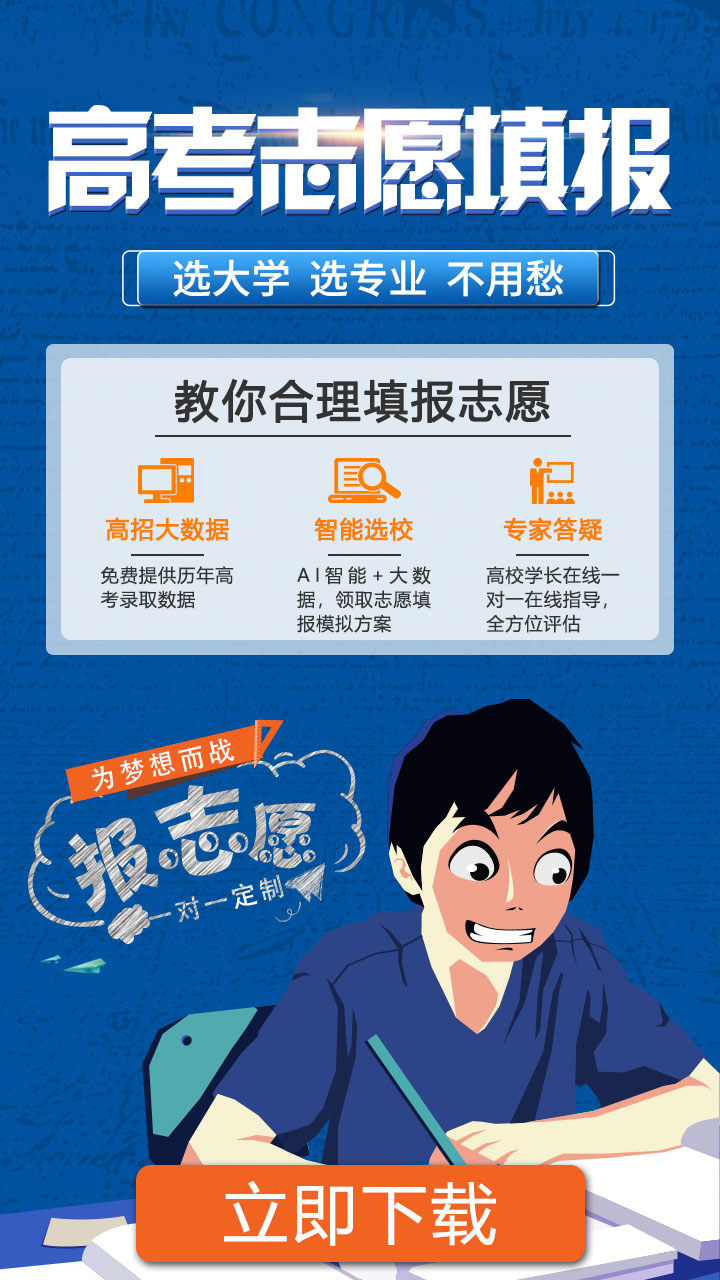 CONGRESS
高考志愿填报
选大学 选专业 不用愁
教你合理填报志愿
高招大数据
免费提供历年高
考录取数据
智能选校
AI智能+大数
据，领取志愿填
报模拟方案
专家答疑
高校学长在线一
对一在线指导，
全方位评估
为梦想而战
报志愿
一对一定制
立即下载